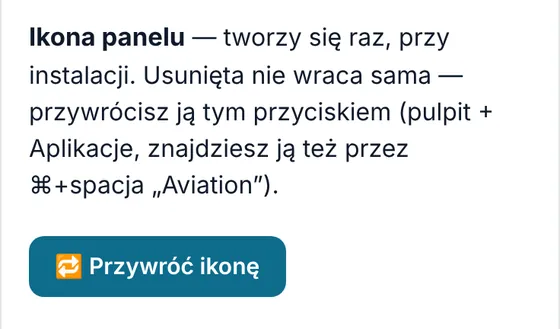 Ikona panelu — tworzy się raz, przy
instalacji. Usunięta nie wraca sama —
przywrócisz ją tym przyciskiem (pulpit +
Aplikacje, znajdziesz ją też przez
⌘+spacja „Aviation”).
🔁 Przywróć ikonę